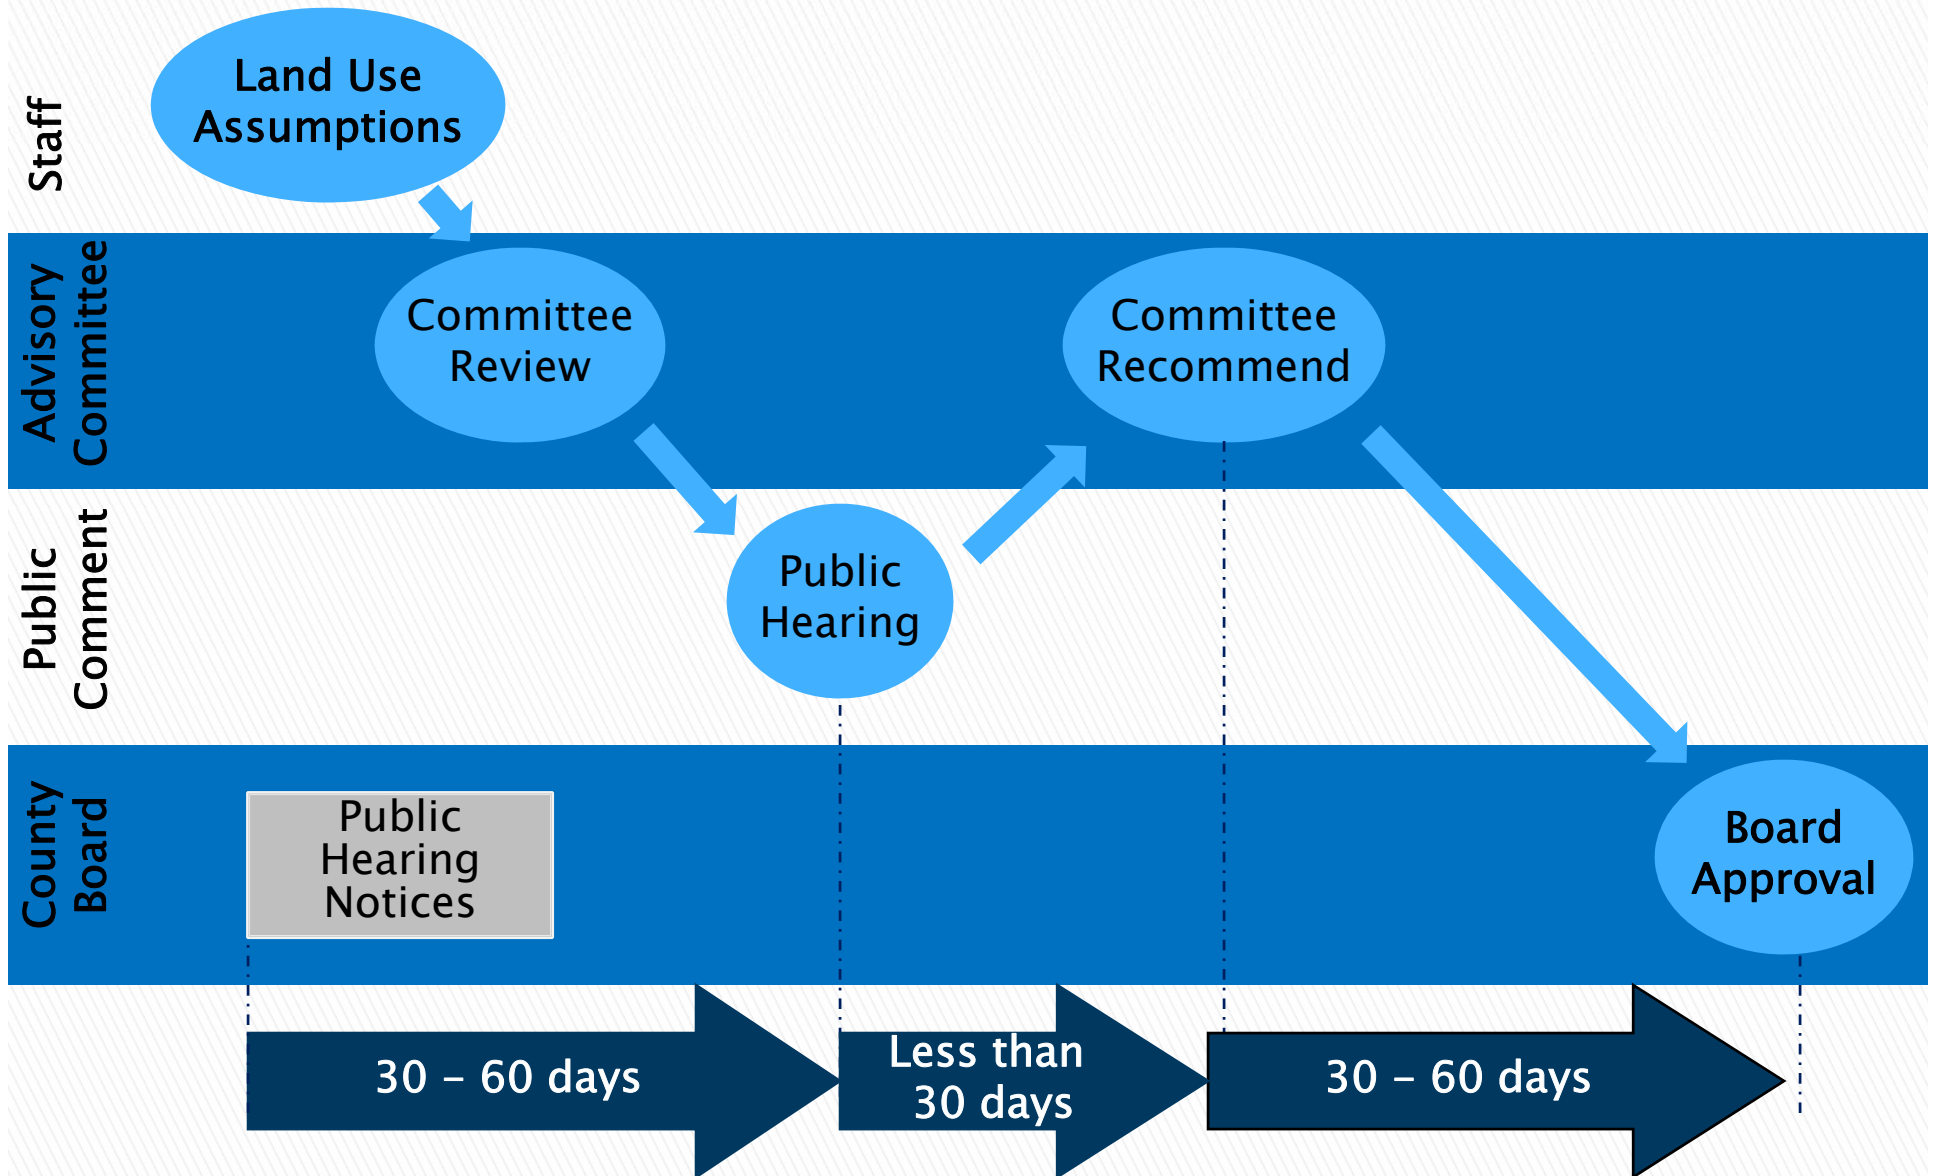 Staff
Land Use
Assumptions
Advisory
Committee
Committee
Review
Committee
Recommend
Public
Comment
Public
Hearing
County
Board
Public
Hearing
Notices
Board
Approval
30 – 60 days
Less than
30 days
30 – 60 days